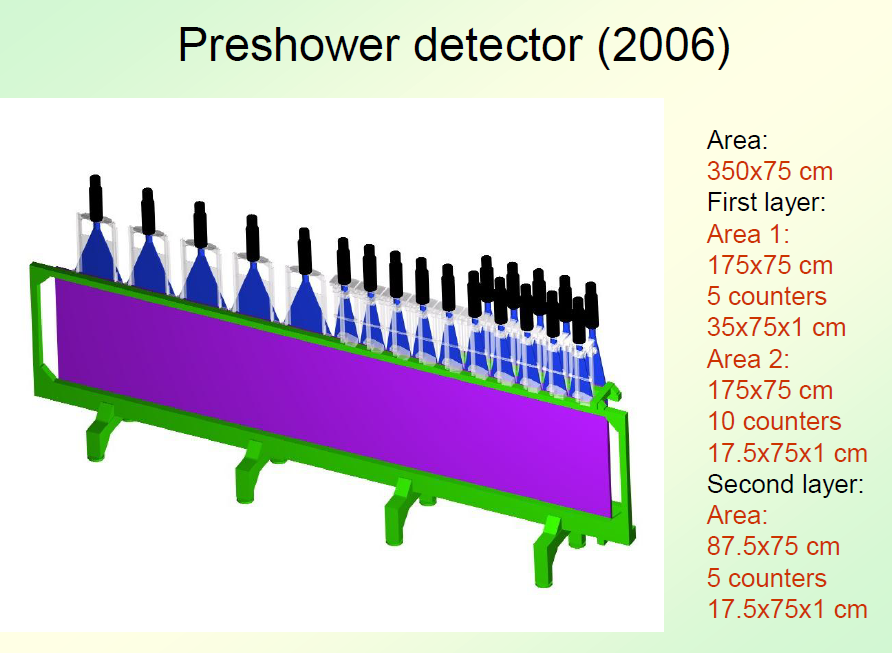 Preshower detector (2006)
Area:
350x75 cm
First layer:
Area 1:
175x75 cm
5 counters
35x75x1 cm
Area 2:
175x75 cm
10 counters
17.5x75x1 cm
Second layer:
Area:
87.5x75 cm
5 counters
17.5x75x1 cm